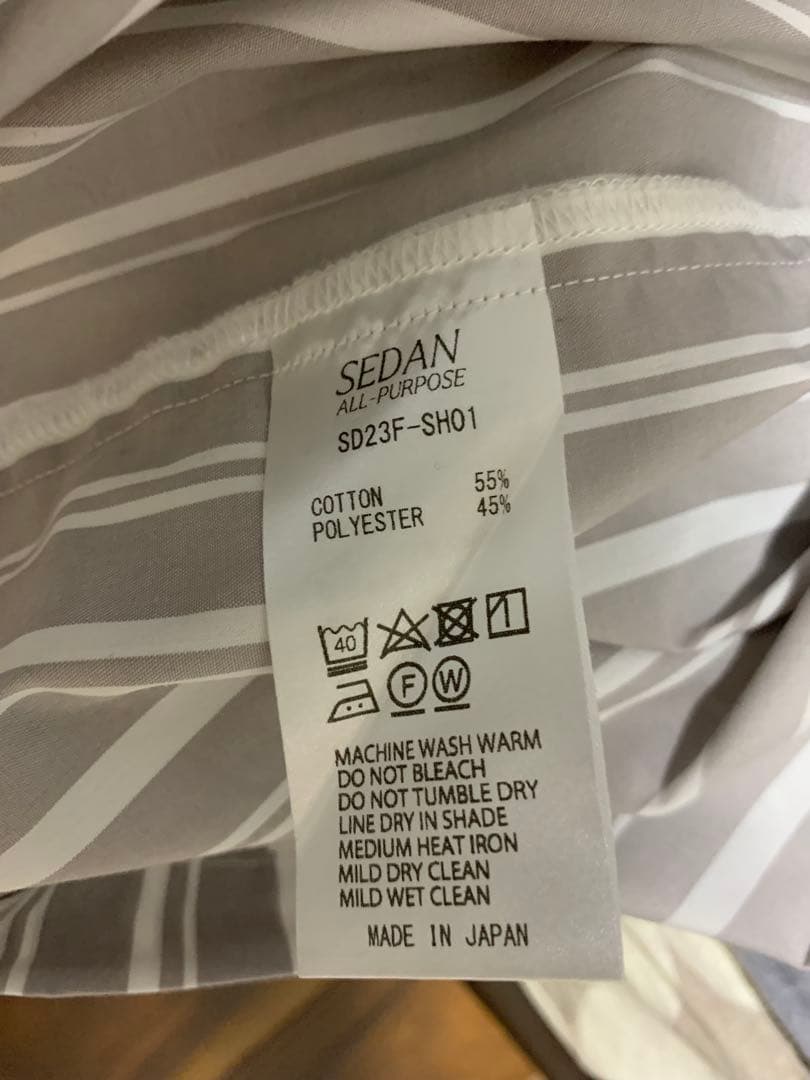 SEDAN
ALL-PURPOSE
SD23F-SH01
COTTON 55%
POLYESTER 45%
40
F W
MACHINE WASH WARM
DO NOT BLEACH
DO NOT TUMBLE DRY
LINE DRY IN SHADE
MEDIUM HEAT IRON
MILD DRY CLEAN
MILD WET CLEAN
MADE IN JAPAN